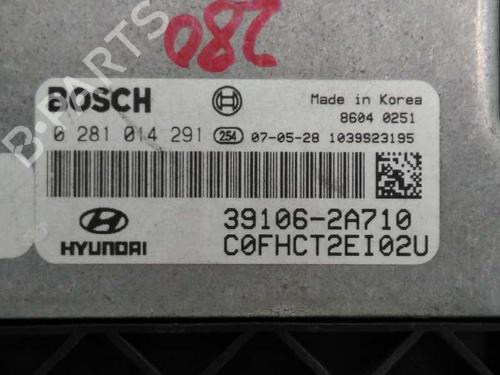 280
BOSCH
Made in Korea
8604 0251
0 281 014 291 254 07-05-28 1039S23195
39106-2A710
HYUNDAI
C0FHCT2EI02U
B-PARTS